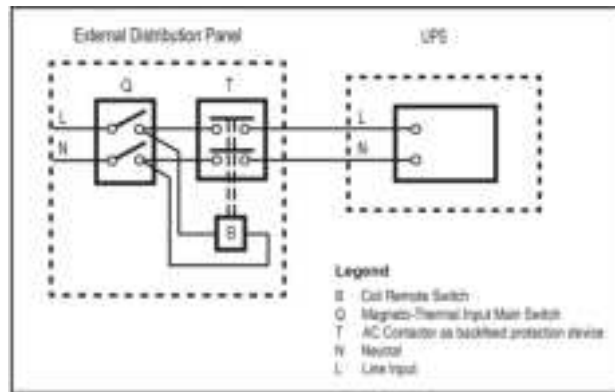 External Distribution Panel
UPS
Q
T
L
L
N
N
B
Legend
B Coil Remote Switch
Q Magneto-Thermal Input Main Switch
T AC Contactor as backfeed protection device
N Neutral
L Line Input